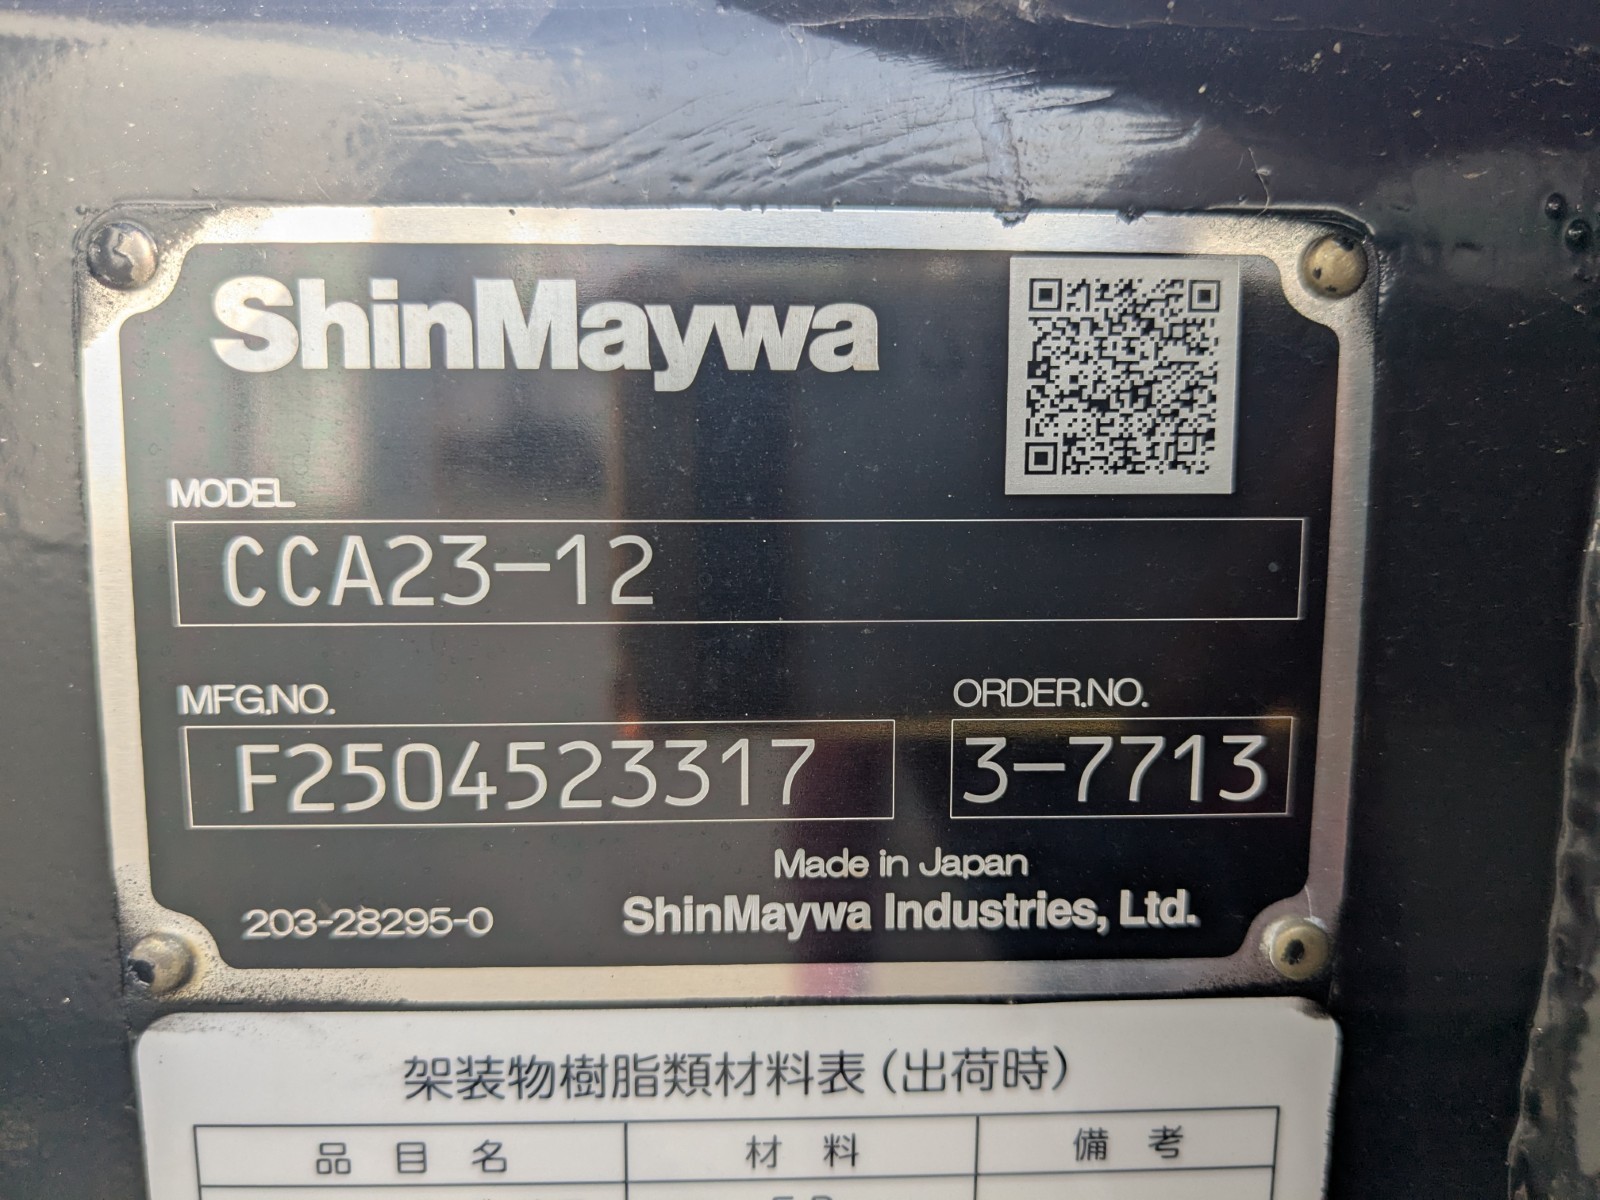 ShinMaywa
MODEL
CCA23-12
MFG.NO. ORDER.NO.
F2504523317 3-7713
Made in Japan
203-28295-0 ShinMaywa Industries, Ltd.
架装物樹脂類材料表(出荷時)
品 目 名 材 料 備 考